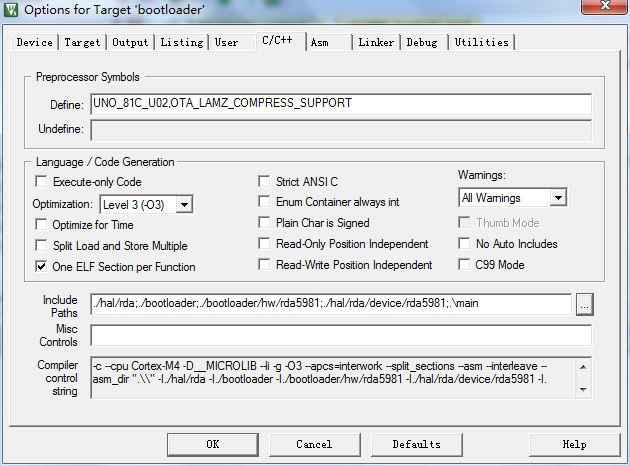 Options for Target 'bootloader'
Device Target Output Listing User C/C++ Asm Linker Debug Utilities
Preprocessor Symbols
Define: UNO_81C_U02,OTA_LAMZ_COMPRESS_SUPPORT
Undefine:
Language / Code Generation
Execute-only Code Strict ANSI C Warnings:
Optimization: Level 3 (-O3) Enum Container always int All Warnings
Optimize for Time Plain Char is Signed Thumb Mode
Split Load and Store Multiple Read-Only Position Independent No Auto Includes
One ELF Section per Function Read-Write Position Independent C99 Mode
Include Paths ./hal/rda;./bootloader;./bootloader/hw/rda5981;./hal/rda/device/rda5981;.\main ...
Misc Controls
Compiler control string -c --cpu Cortex-M4 -D__MICROLIB --li -g -O3 --apcs=interwork --split_sections --asm --interleave --
asm_dir ".\\" -I./hal/rda -I./bootloader -I./bootloader/hw/rda5981 -I./hal/rda/device/rda5981 -I.
OK Cancel Defaults Help